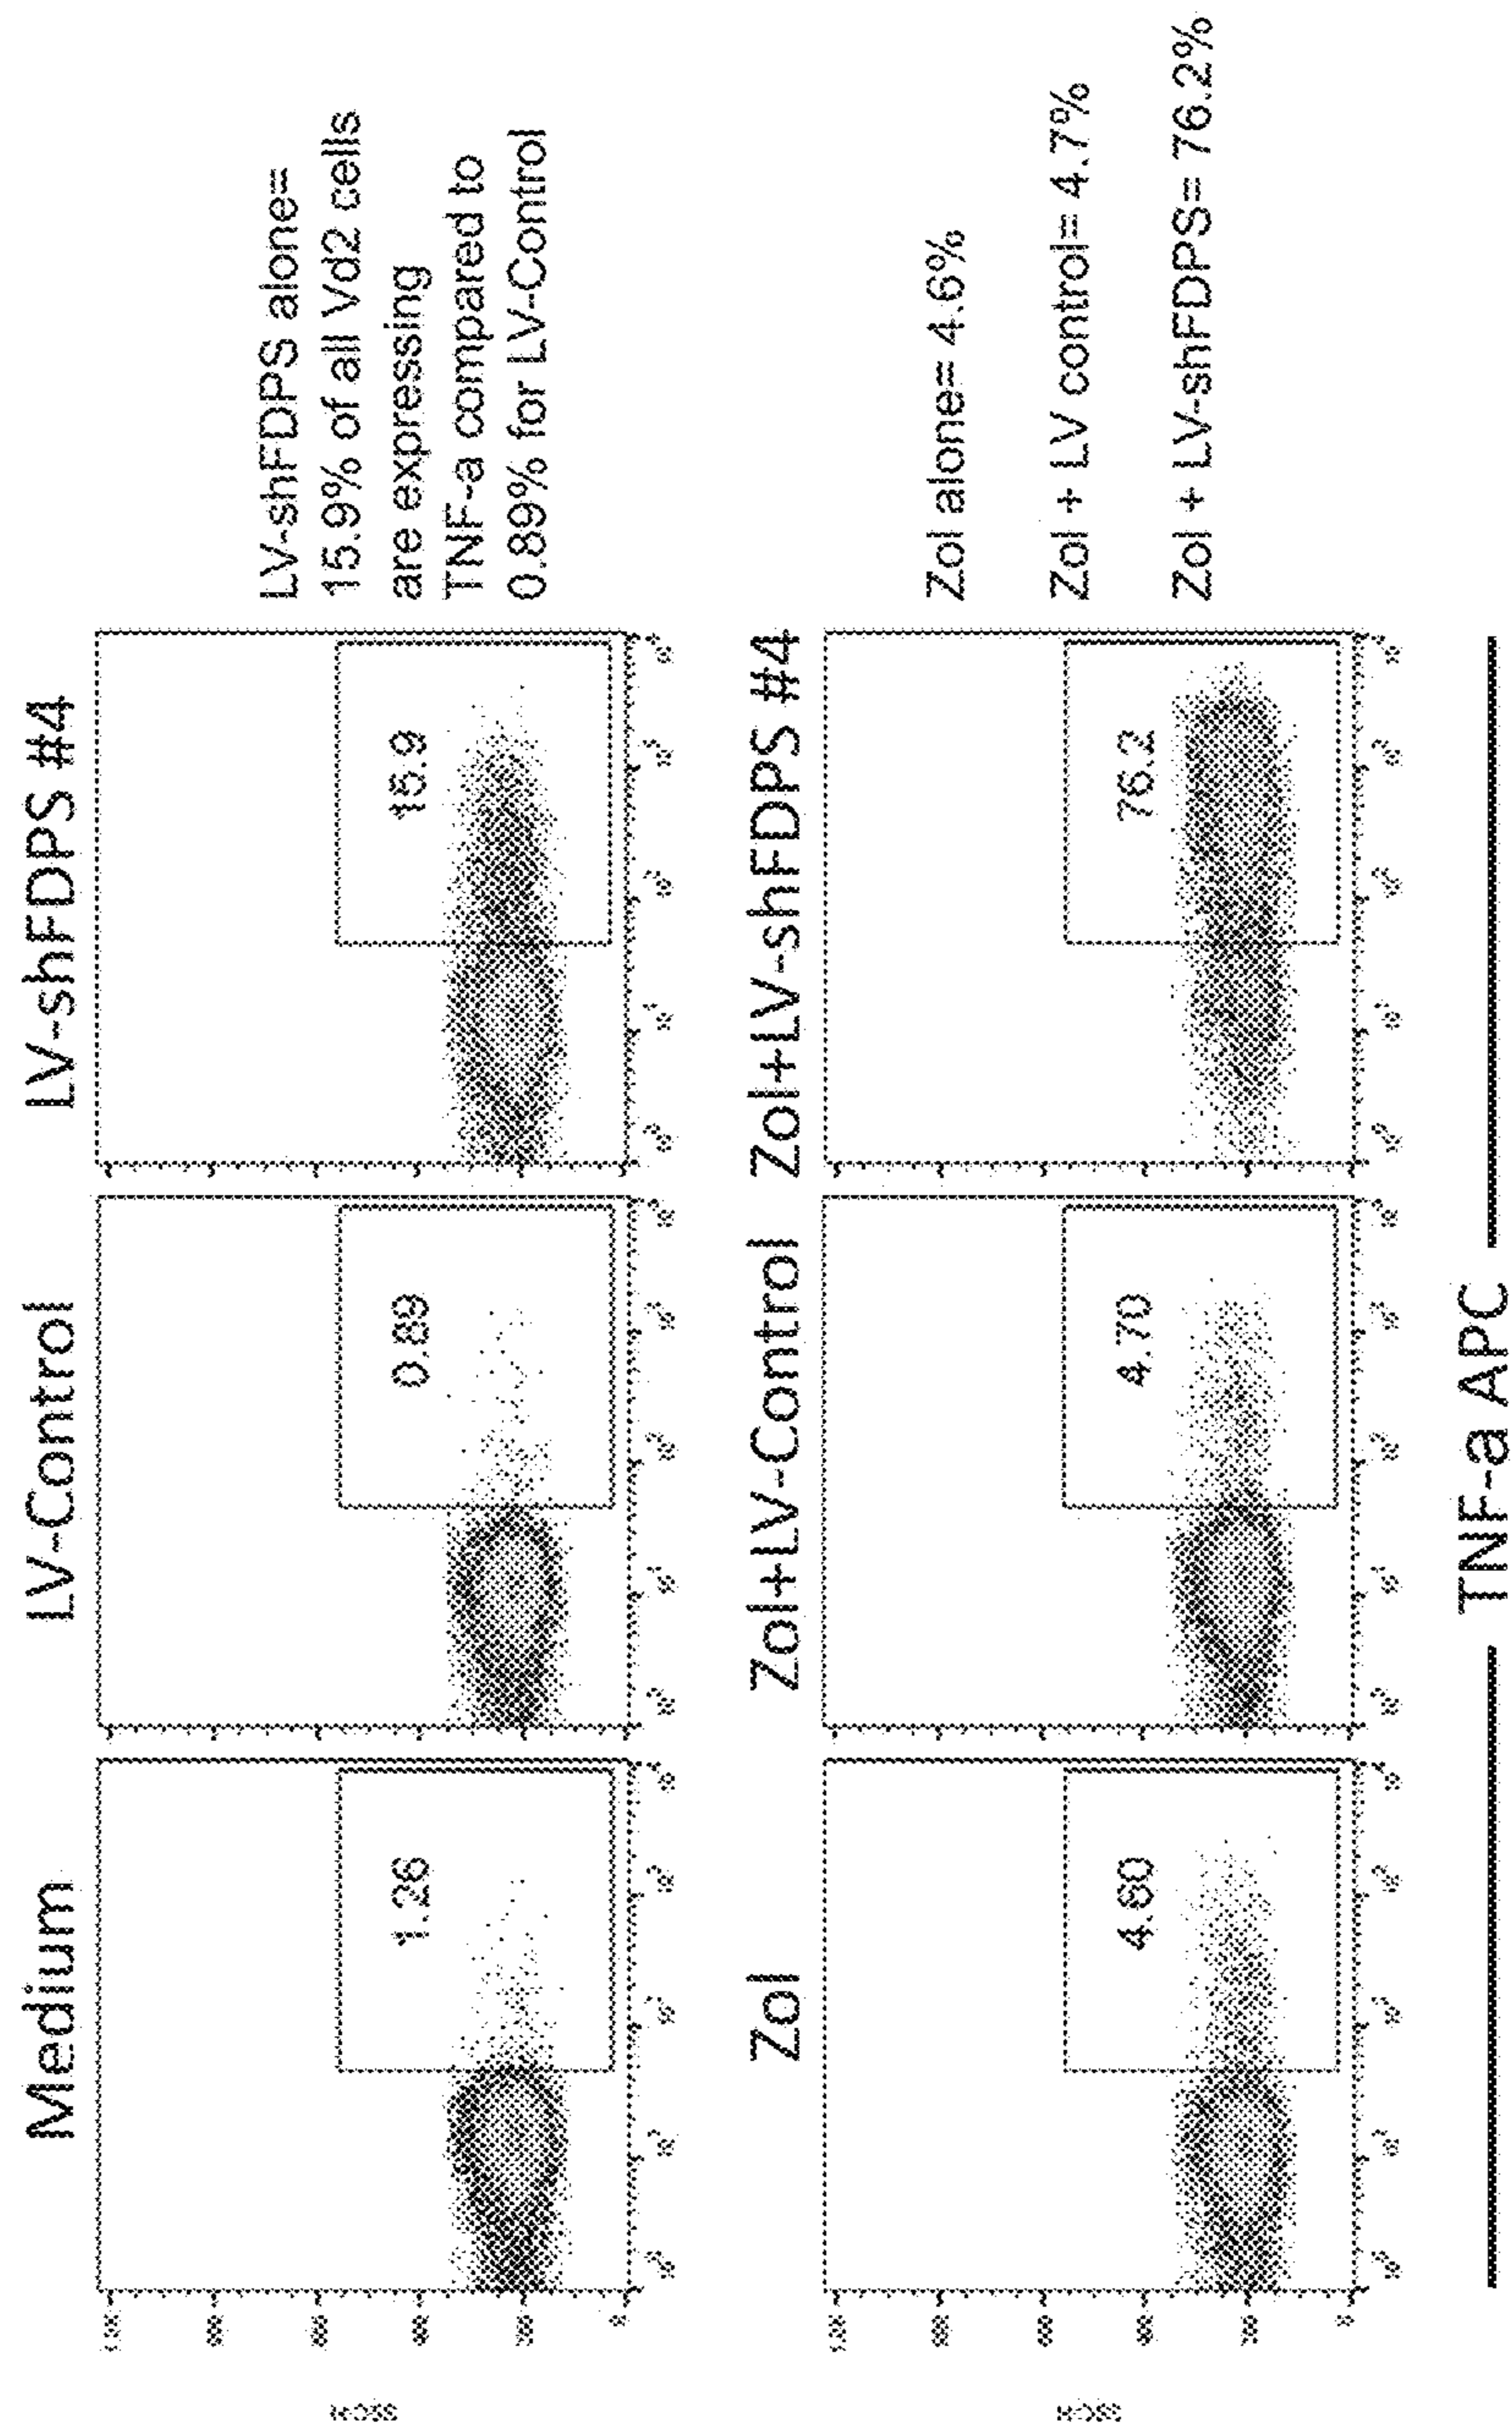 Medium
LV-Control
LV-shFDPS #4
1.26
0.89
15.9
LV-shFDPS alone=
15.9% of all Vd2 cells
are expressing
TNF-a compared to
0.89% for LV-Control
Zol
Zol+LV-Control
Zol+LV-shFDPS #4
4.60
4.70
76.2
Zol alone= 4.6%
Zol + LV control= 4.7%
Zol + LV-shFDPS= 76.2%
TNF-a APC